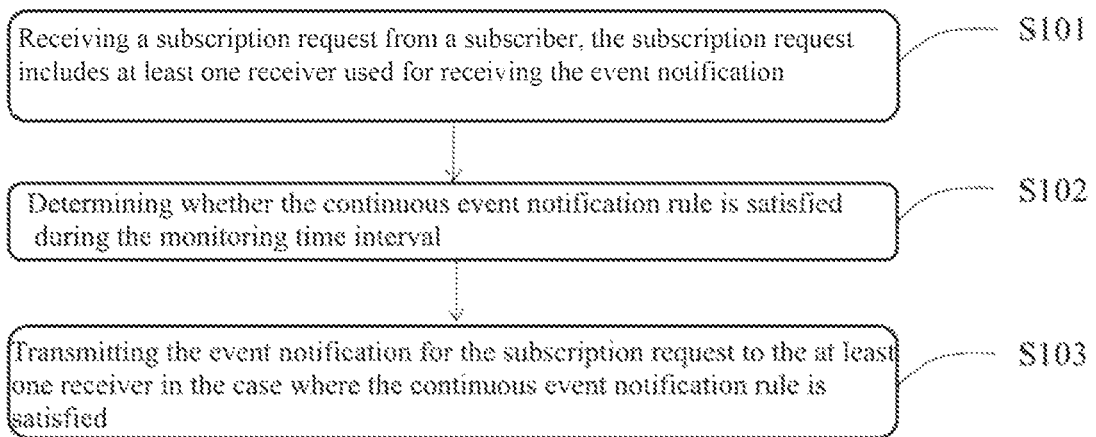 Receiving a subscription request from a subscriber, the subscription request
includes at least one receiver used for receiving the event notification
S101
Determining whether the continuous event notification rule is satisfied
during the monitoring time interval
S102
Transmitting the event notification for the subscription request to the at least
one receiver in the case where the continuous event notification rule is
satisfied
S103